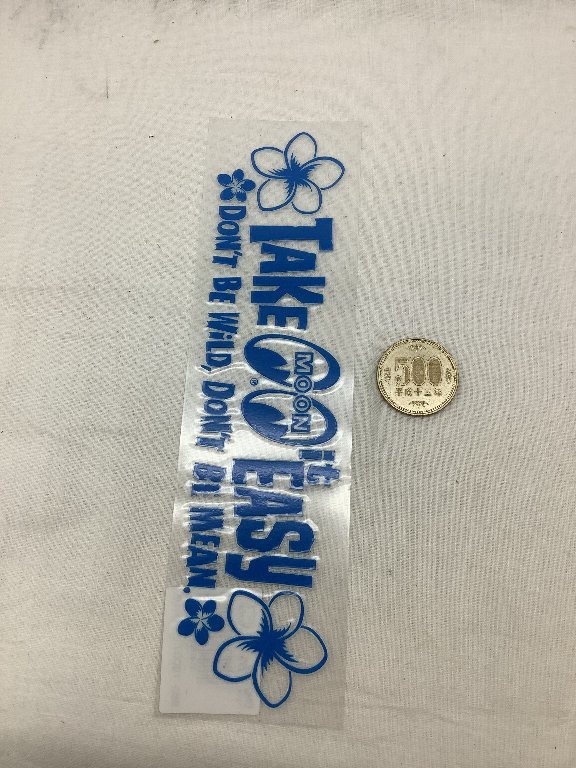 TAKE it EASY
MOON
®
DON'T BE WiLD, DON'T BE MEAN.
500